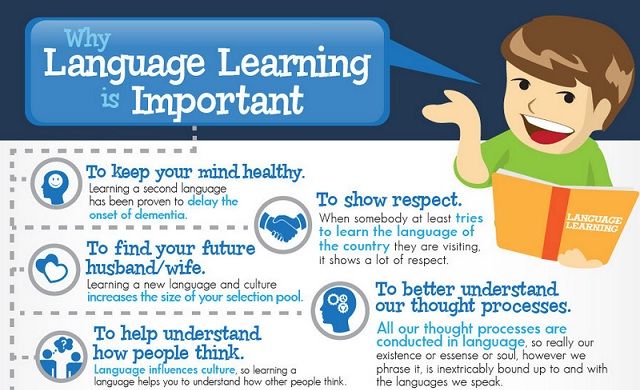 Why
Language Learning
is Important
LANGUAGE
LEARNING
To keep your mind healthy.
Learning a second language
has been proven to delay the
onset of dementia.
To show respect.
When somebody at least tries
to learn the language of
the country they are visiting,
it shows a lot of respect.
To find your future
husband/wife.
Learning a new language and culture
increases the size of your selection pool.
To better understand
our thought processes.
All our thought processes are
conducted in language, so really our
existence or essense or soul, however we
phrase it, is inextricably bound up to and with
the languages we speak.
To help understand
how people think.
Language influences culture, so learning a
language helps you to understand how other people think.